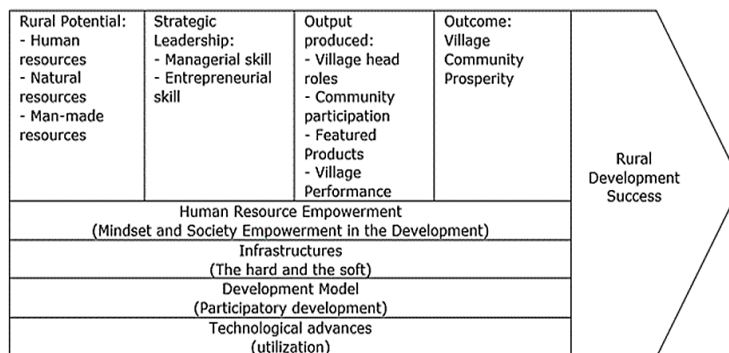 Rural Potential:
- Human
resources
- Natural
resources
- Man-made
resources
Strategic
Leadership:
- Managerial skill
- Entrepreneurial
skill
Output
produced:
- Village head
roles
- Community
participation
- Featured
Products
- Village
Performance
Outcome:
Village
Community
Prosperity
Rural
Development
Success
Human Resource Empowerment
(Mindset and Society Empowerment in the Development)
Infrastructures
(The hard and the soft)
Development Model
(Participatory development)
Technological advances
(utilization)